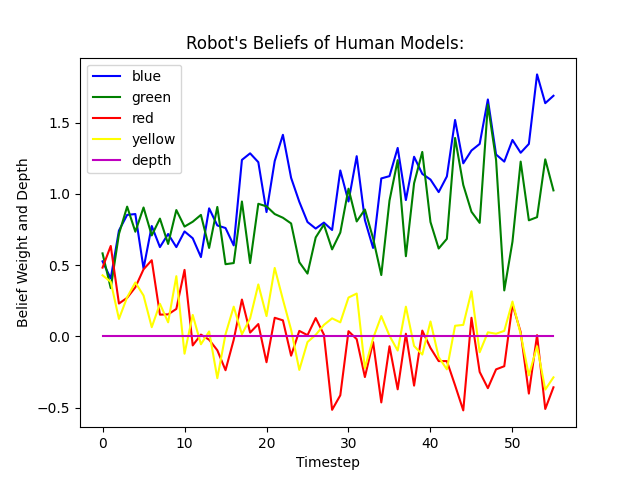 Robot's Beliefs of Human Models:
blue
green
red
yellow
depth
Belief Weight and Depth
1.5
1.0
0.5
0.0
−0.5
0 10 20 30 40 50
Timestep